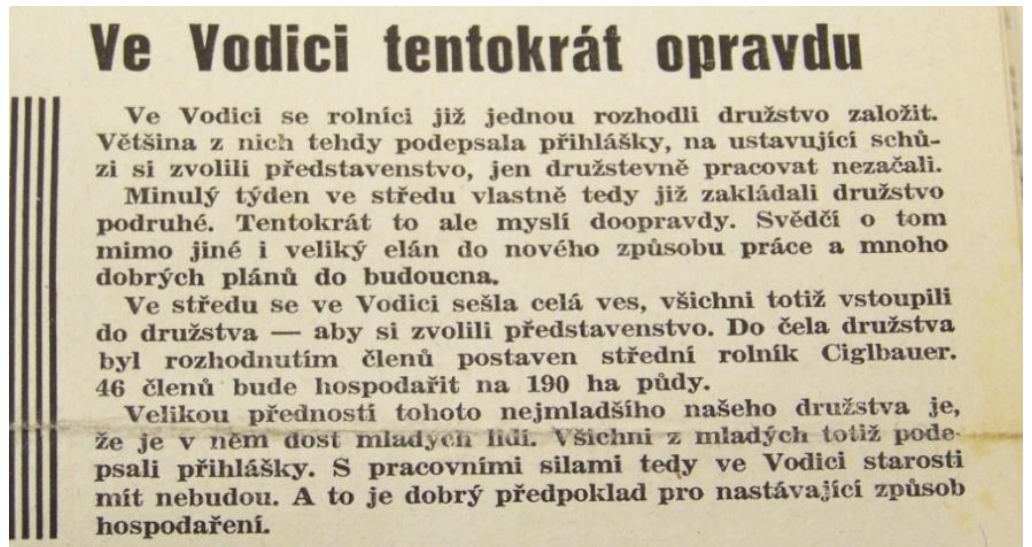 Ve Vodici tentokrát opravdu
Ve Vodici se rolníci již jednou rozhodli družstvo založit.
Většina z nich tehdy podepsala přihlášky, na ustavující schů-
zi si zvolili představenstvo, jen družstevně pracovat nezačali.
Minulý týden ve středu vlastně tedy již zakládali družstvo
podruhé. Tentokrát to ale myslí doopravdy. Svědčí o tom
mimo jiné i veliký elán do nového způsobu práce a mnoho
dobrých plánů do budoucna.
Ve středu se ve Vodici sešla celá ves, všichni totiž vstoupili
do družstva — aby si zvolili představenstvo. Do čela družstva
byl rozhodnutím členů postaven střední rolník Ciglbauer.
46 členů bude hospodařit na 190 ha půdy.
Velikou předností tohoto nejmladšího našeho družstva je,
že je v něm dost mladých lidí. Všichni z mladých totiž pode-
psali přihlášky. S pracovními silami tedy ve Vodici starosti
mít nebudou. A to je dobrý předpoklad pro nastávající způsob
hospodaření.